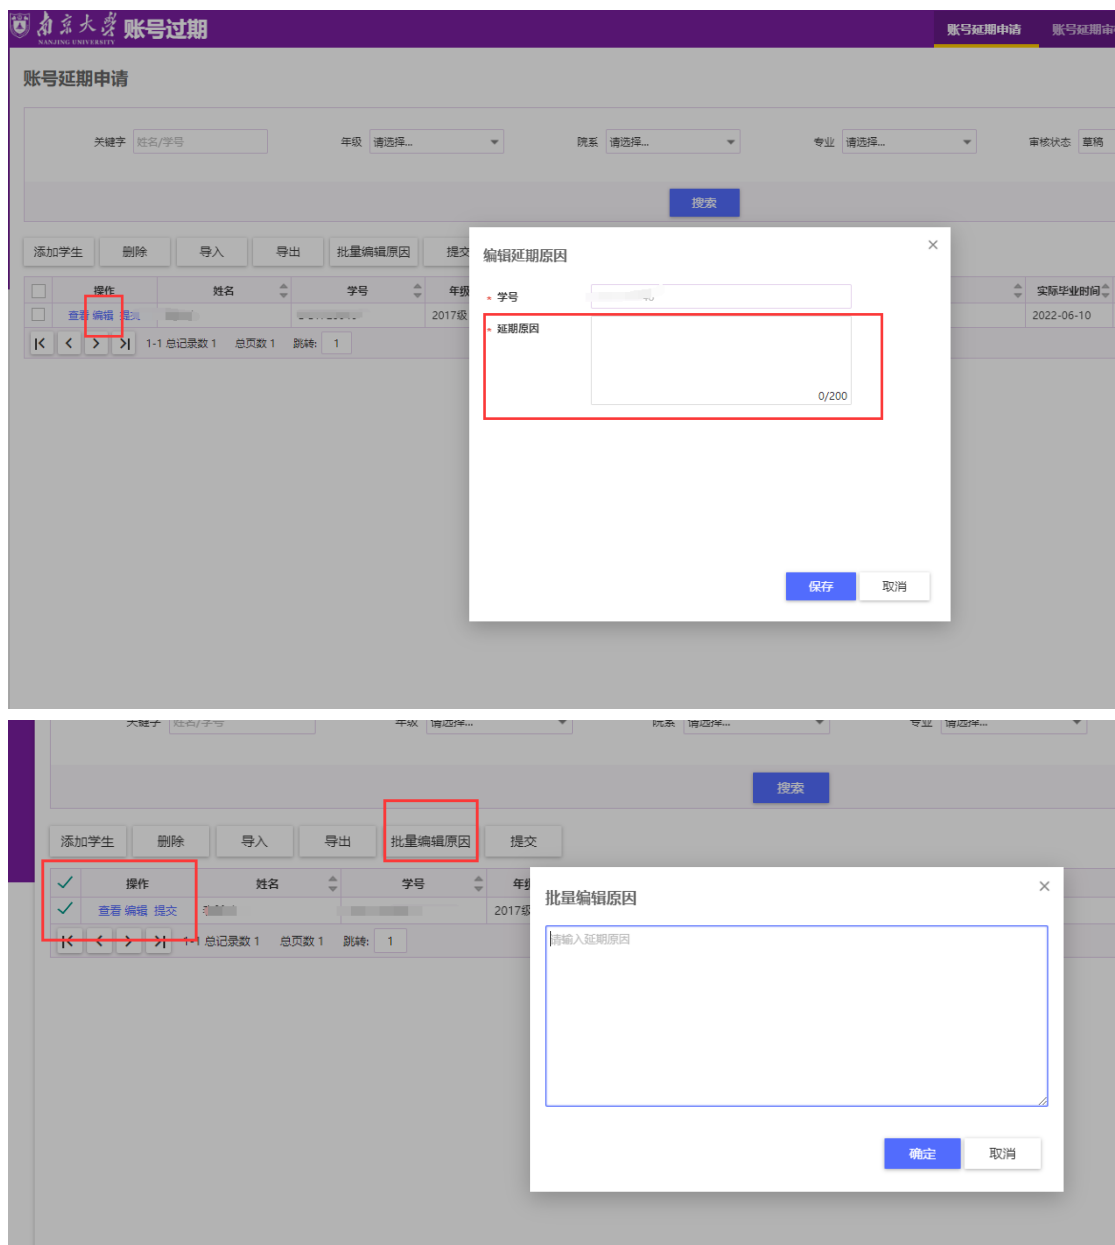 南京大学 账号过期 账号延期申请 账号延期审
NANJING UNIVERSITY
账号延期申请
关键字 姓名/学号 年级 请选择... 院系 请选择... 专业 请选择... 审核状态 草稿
搜索
添加学生 删除 导入 导出 批量编辑原因 提交
操作 姓名 学号 年级 实际毕业时间
查看 编辑 提交 2017级 2022-06-10
1-1 总记录数 1 总页数 1 跳转: 1
编辑延期原因
* 学号
* 延期原因
0/200
保存 取消
关键字 姓名/学号 年级 请选择... 院系 请选择... 专业 请选择...
搜索
添加学生 删除 导入 导出 批量编辑原因 提交
操作 姓名 学号 年级
查看 编辑 提交 2017级
1-1 总记录数 1 总页数 1 跳转: 1
批量编辑原因
请输入延期原因
确定 取消